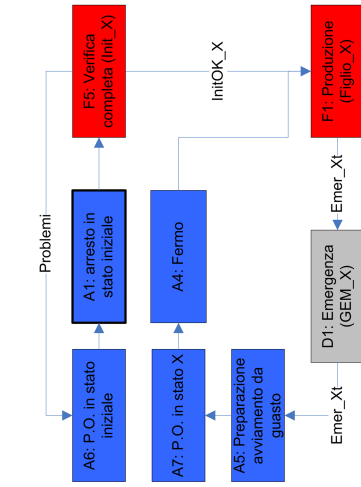 F5: Verifica
completa (Init_X)
Problemi
InitOK_X
A1: arresto in
stato iniziale
A4: Fermo
F1: Produzione
(Figlio_X)
Emer_Xt
A6: P.O. in stato
iniziale
A7: P.O. in stato X
A5: Preparazione
avviamento da
guasto
D1: Emergenza
(GEM_X)
Emer_Xt